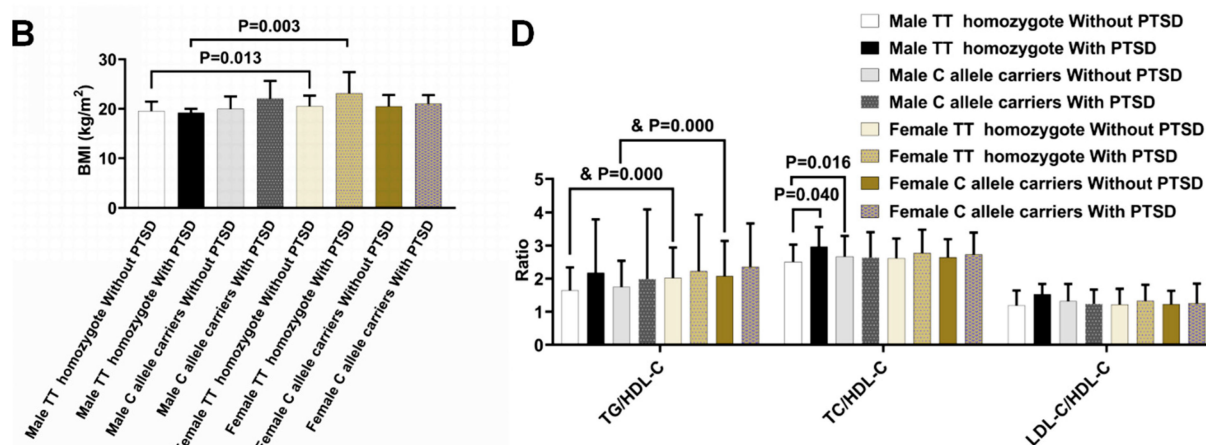 B
P=0.003
P=0.013
BMI (kg/m²)
30
20
10
0
Male TT homozygote Without PTSD
Male TT homozygote With PTSD
Male C allele carriers Without PTSD
Male C allele carriers With PTSD
Female TT homozygote Without PTSD
Female TT homozygote With PTSD
Female C allele carriers Without PTSD
Female C allele carriers With PTSD
D
Male TT homozygote Without PTSD
Male TT homozygote With PTSD
Male C allele carriers Without PTSD
Male C allele carriers With PTSD
Female TT homozygote Without PTSD
Female TT homozygote With PTSD
Female C allele carriers Without PTSD
Female C allele carriers With PTSD
& P=0.000
& P=0.000
P=0.016
P=0.040
Ratio
5
4
3
2
1
0
TG/HDL-C
TC/HDL-C
LDL-C/HDL-C